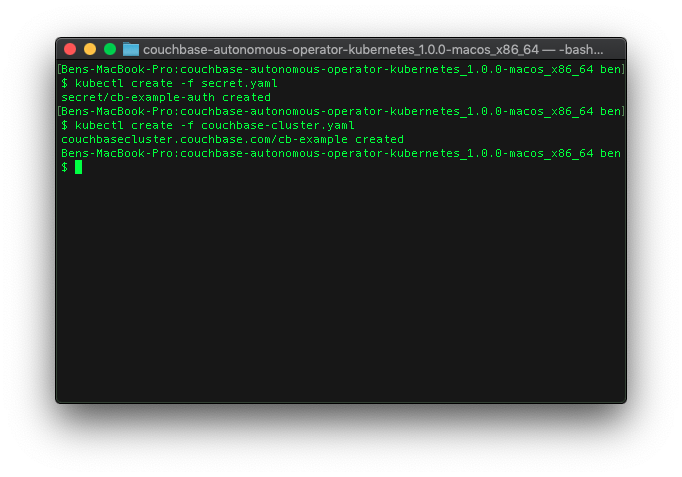 couchbase-autonomous-operator-kubernetes_1.0.0-macos_x86_64 — -bash...
[Bens-MacBook-Pro:couchbase-autonomous-operator-kubernetes_1.0.0-macos_x86_64 ben]
$ kubectl create -f secret.yaml
secret/cb-example-auth created
[Bens-MacBook-Pro:couchbase-autonomous-operator-kubernetes_1.0.0-macos_x86_64 ben]
$ kubectl create -f couchbase-cluster.yaml
couchbasecluster.couchbase.com/cb-example created
Bens-MacBook-Pro:couchbase-autonomous-operator-kubernetes_1.0.0-macos_x86_64 ben
$